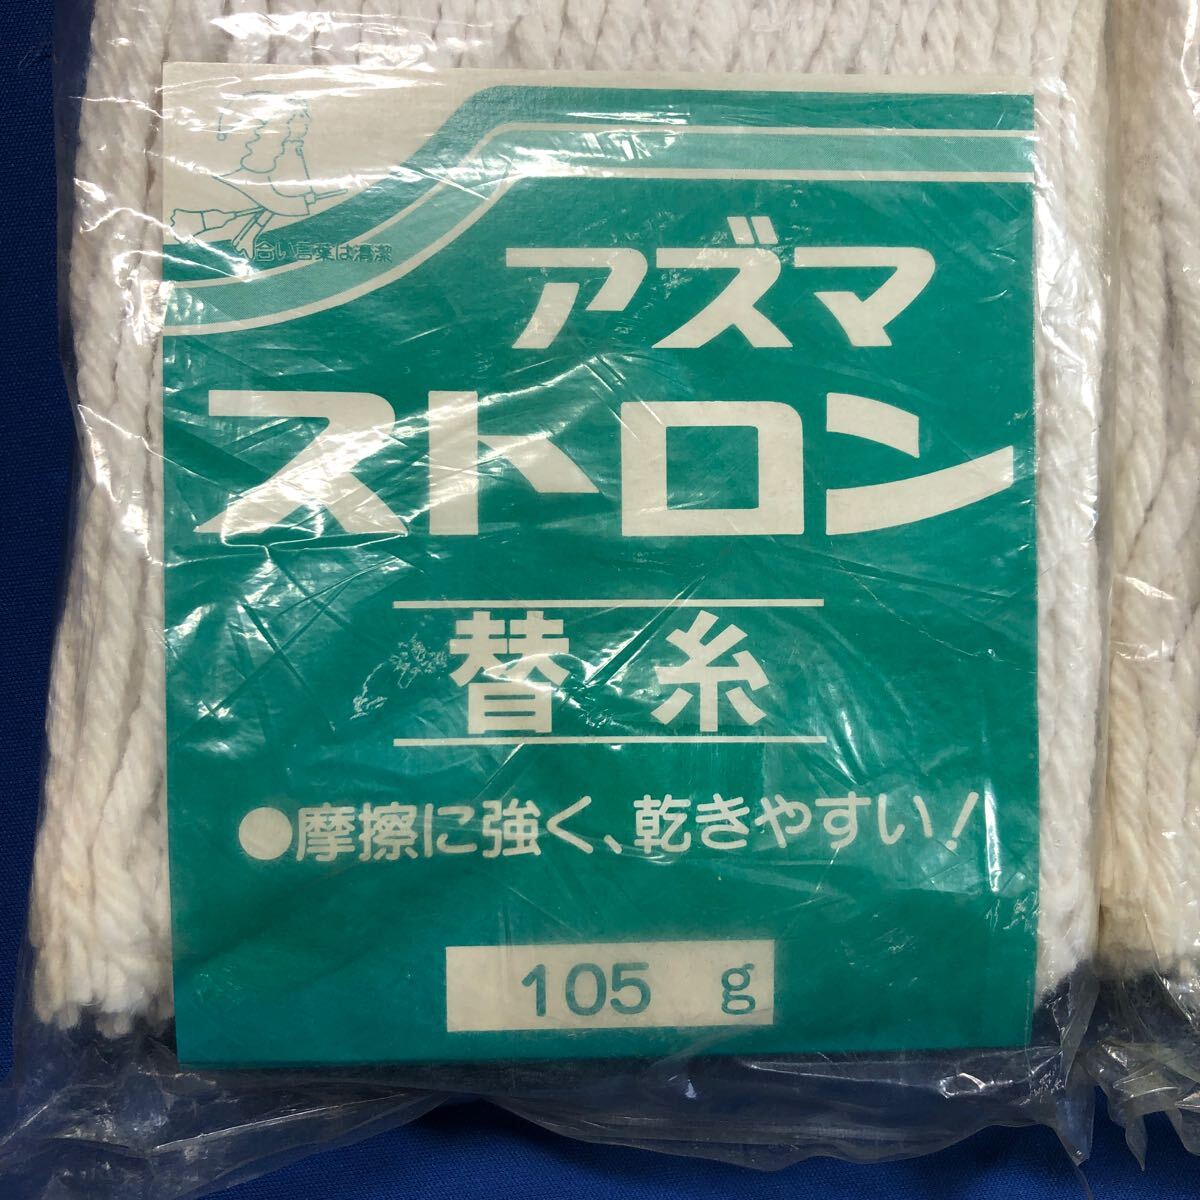 合い言葉は清潔
アズマ
ストロン
替糸
●摩擦に強く、乾きやすい!
105 g